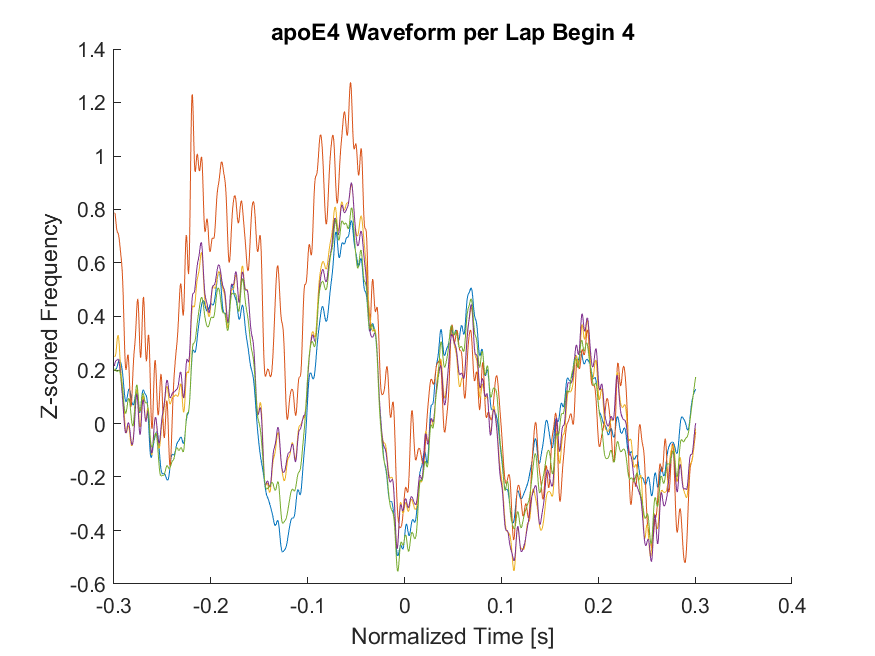 apoE4 Waveform per Lap Begin 4
1.4
1.2
1
0.8
0.6
0.4
0.2
0
-0.2
-0.4
-0.6
Z-scored Frequency
-0.3 -0.2 -0.1 0 0.1 0.2 0.3 0.4
Normalized Time [s]